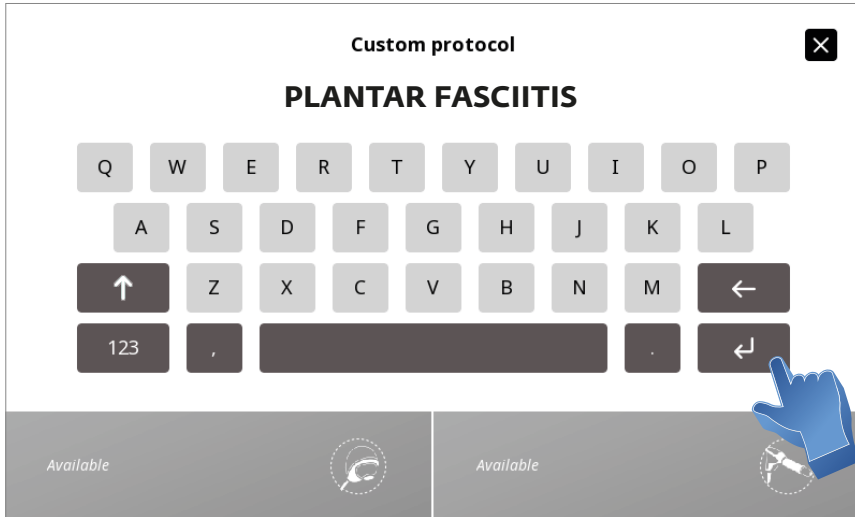 Custom protocol
PLANTAR FASCIITIS
Q W E R T Y U I O P
A S D F G H J K L
Z X C V B N M
123 , .
Available Available